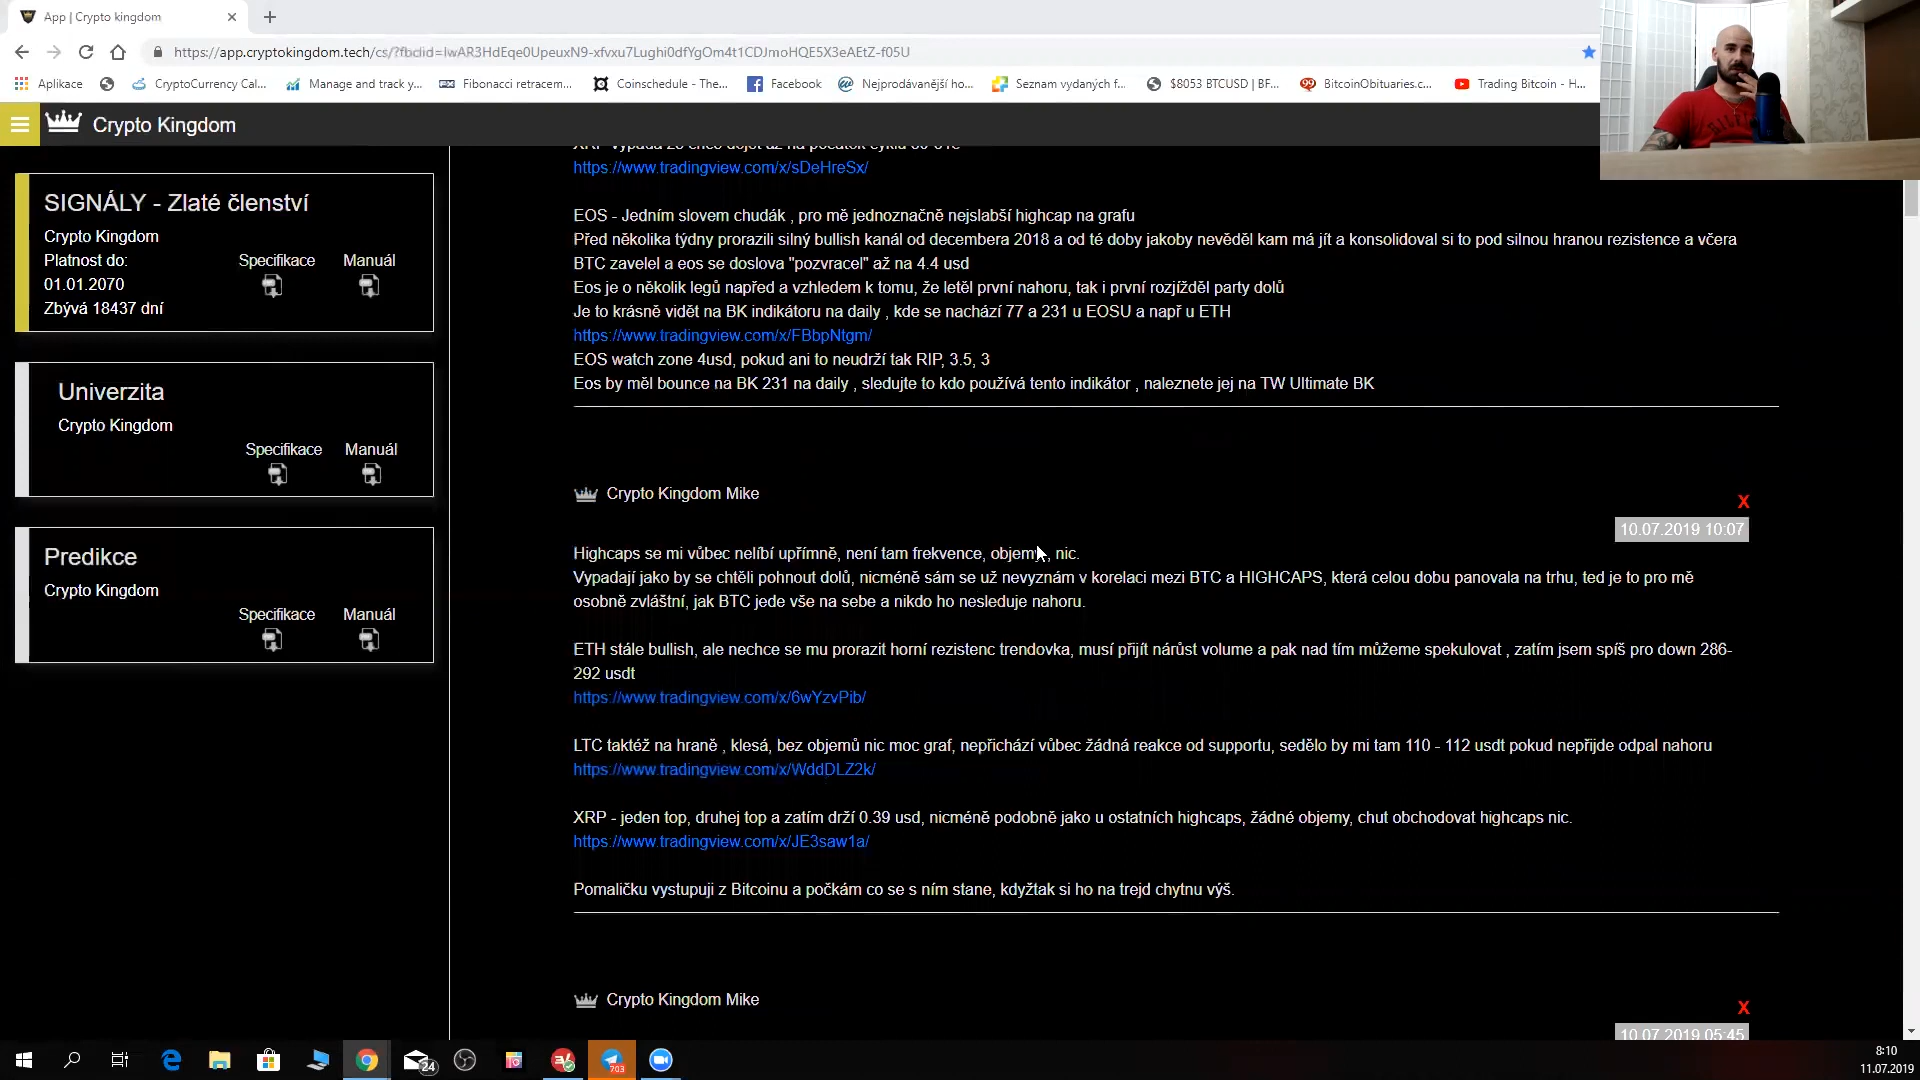 App | Crypto kingdom
https://app.cryptokingdom.tech/cs/?fbclid=IwAR3HdEqe0UpeuxN9-xfvxu7Lughi0dfYgOm4t1CDJmoHQE5X3eAEtZ-f05U
Aplikace
CryptoCurrency Cal...
Manage and track y...
Fibonacci retracem...
Coinschedule - The...
Facebook
Nejprodávanější ho...
Seznam vydaných f...
$8053 BTCUSD | BF...
BitcoinObituaries.c...
Trading Bitcoin - H...
Crypto Kingdom
SIGNÁLY - Zlaté členství
Crypto Kingdom
Platnost do:
01.01.2070
Zbývá 18437 dní
Specifikace
Manuál
Univerzita
Crypto Kingdom
Specifikace
Manuál
Predikce
Crypto Kingdom
Specifikace
Manuál
https://www.tradingview.com/x/sDeHreSx/
EOS - Jedním slovem chudák , pro mě jednoznačně nejslabší highcap na grafu
Před několika týdny prorazili silný bullish kanál od decembera 2018 a od té doby jakoby nevěděl kam má jít a konsolidoval si to pod silnou hranou rezistence a včera
BTC zavelel a eos se doslova "pozvracel" až na 4.4 usd
Eos je o několik legů napřed a vzhledem k tomu, že letěl první nahoru, tak i první rozjížděl party dolů
Je to krásně vidět na BK indikátoru na daily , kde se nachází 77 a 231 u EOSU a např u ETH
https://www.tradingview.com/x/FBbpNtgm/
EOS watch zone 4usd, pokud ani to neudrží tak RIP, 3.5, 3
Eos by měl bounce na BK 231 na daily , sledujte to kdo používá tento indikátor , naleznete jej na TW Ultimate BK
Crypto Kingdom Mike
X
10.07.2019 10:07
Highcaps se mi vůbec nelíbí upřímně, není tam frekvence, objemy, nic.
Vypadají jako by se chtěli pohnout dolů, nicméně sám se už nevyznám v korelaci mezi BTC a HIGHCAPS, která celou dobu panovala na trhu, ted je to pro mě
osobně zvláštní, jak BTC jede vše na sebe a nikdo ho nesleduje nahoru.
ETH stále bullish, ale nechce se mu prorazit horní rezistenc trendovka, musí přijít nárůst volume a pak nad tím můžeme spekulovat , zatím jsem spíš pro down 286-
292 usdt
https://www.tradingview.com/x/6wYzvPib/
LTC taktéž na hraně , klesá, bez objemů nic moc graf, nepřichází vůbec žádná reakce od supportu, sedělo by mi tam 110 - 112 usdt pokud nepřijde odpal nahoru
https://www.tradingview.com/x/WddDLZ2k/
XRP - jeden top, druhej top a zatím drží 0.39 usd, nicméně podobně jako u ostatních highcaps, žádné objemy, chut obchodovat highcaps nic.
https://www.tradingview.com/x/JE3saw1a/
Pomaličku vystupuji z Bitcoinu a počkám co se s ním stane, kdyžtak si ho na trejd chytnu výš.
Crypto Kingdom Mike
X
10.07.2019 05:45
24
703
8:10
11.07.2019